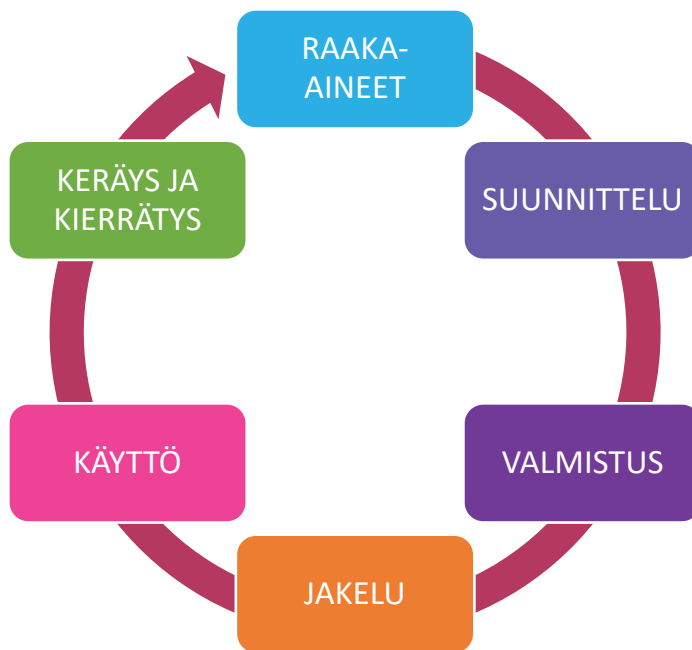 RAAKA-
AINEET
SUUNNITTELU
VALMISTUS
JAKELU
KÄYTTÖ
KERÄYS JA
KIERRÄTYS